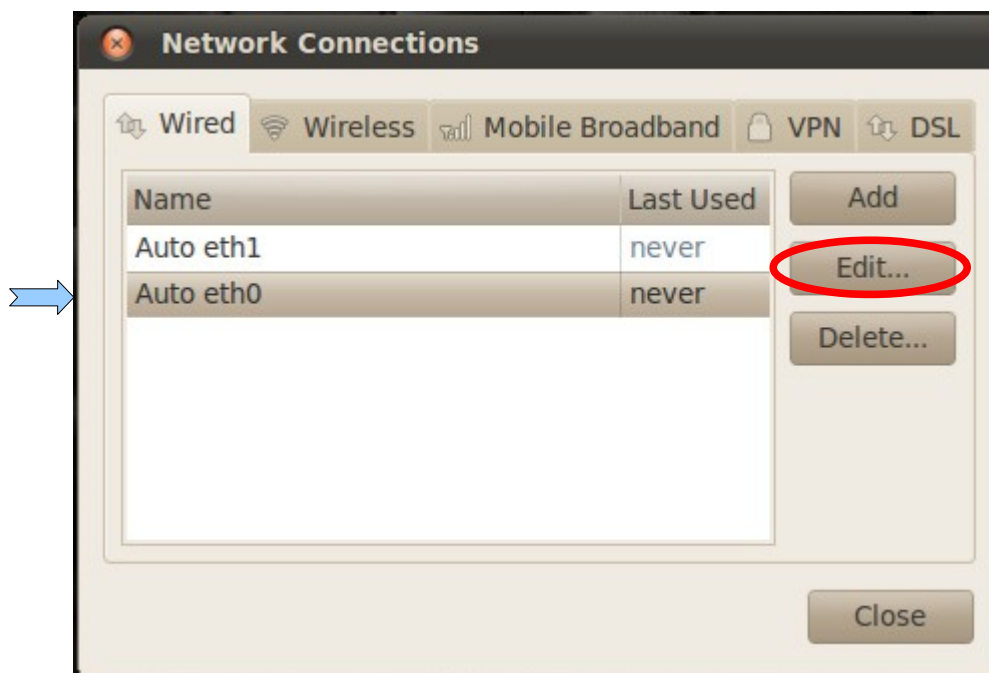 Network Connections
Wired Wireless Mobile Broadband VPN DSL
Name Last Used Add
Auto eth1 never
Edit...
Auto eth0 never
Delete...
Close